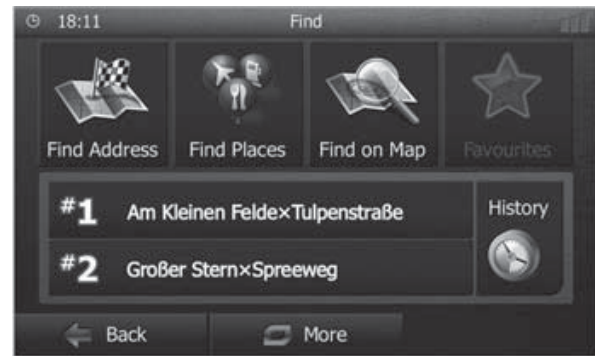 18:11 Find
Find Address Find Places Find on Map Favourites
#1 Am Kleinen Felde×Tulpenstraße History
#2 Großer Stern×Spreeweg
Back More